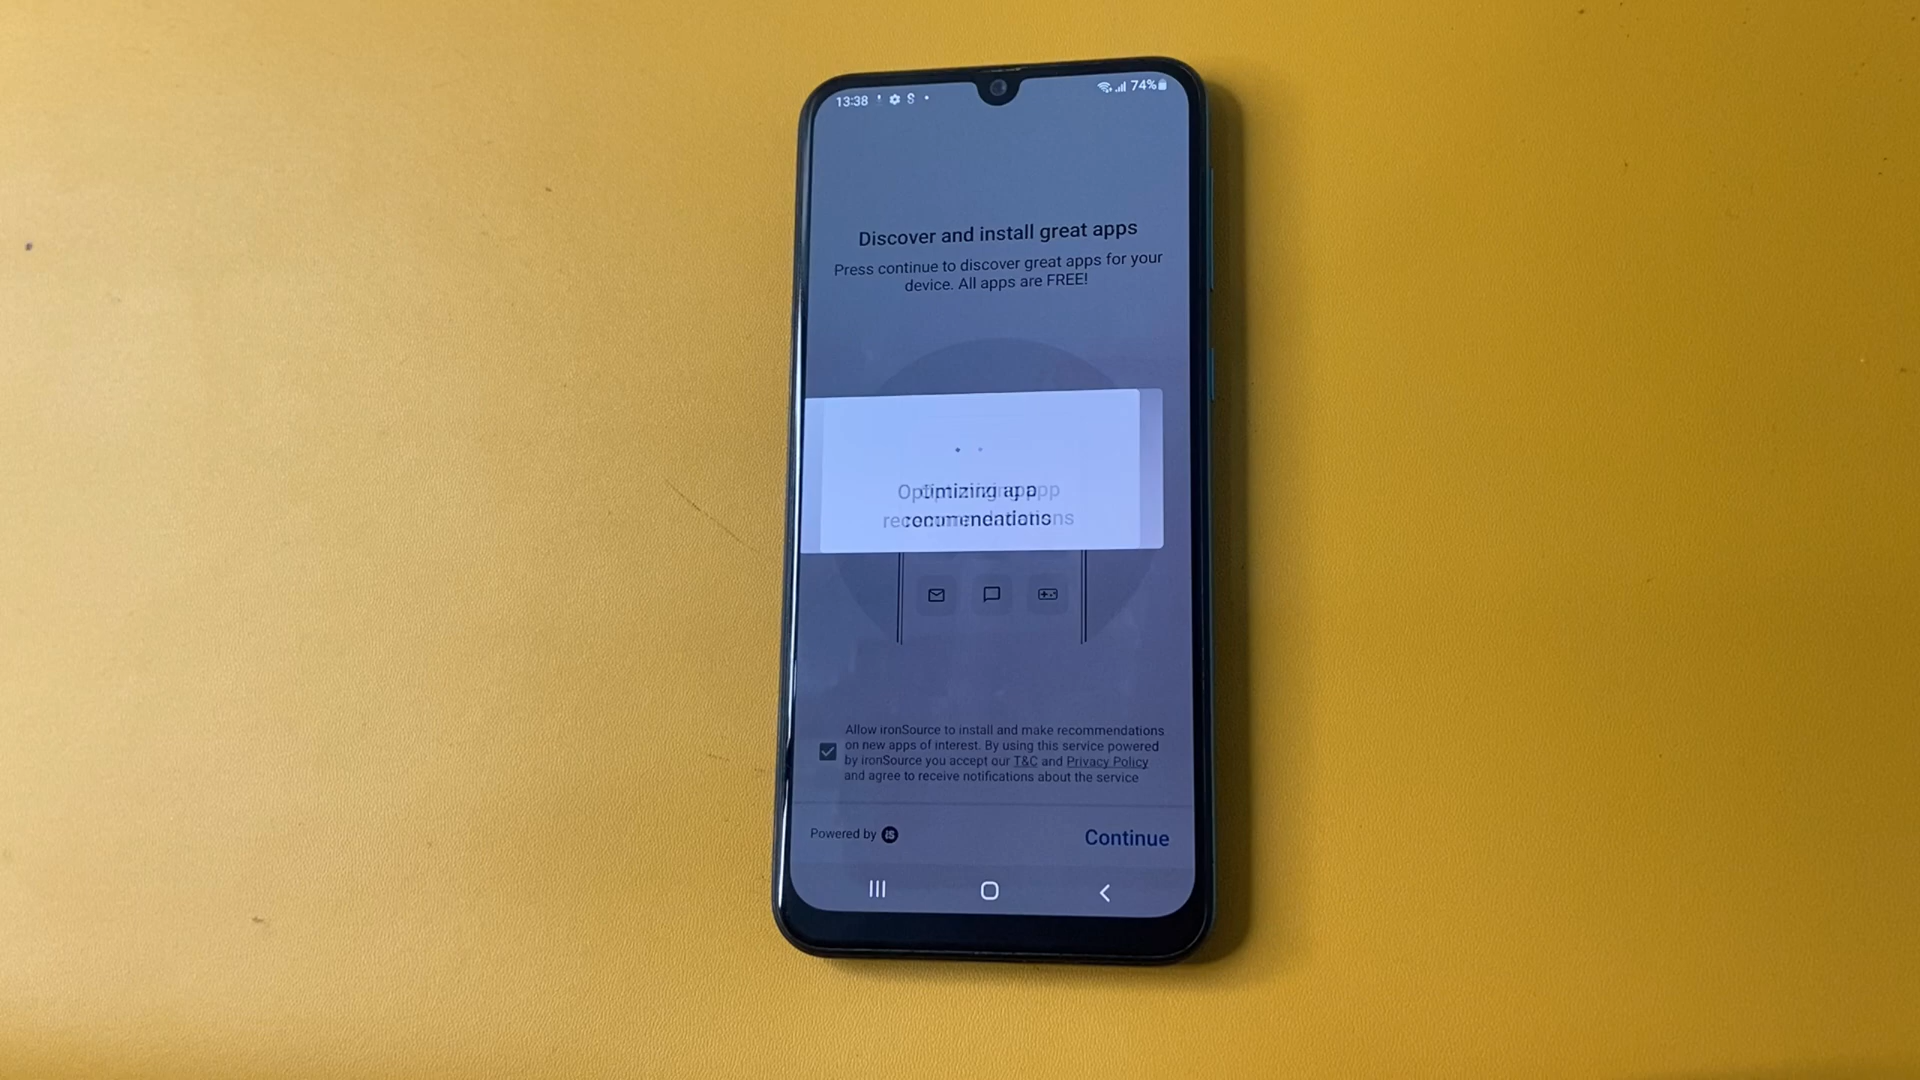 13:38
74%
Discover and install great apps
Press continue to discover great apps for your
device. All apps are FREE!
Optimizing app
recommendations
Allow ironSource to install and make recommendations
on new apps of interest. By using this service powered
by ironSource you accept our T&C and Privacy Policy
and agree to receive notifications about the service
Powered by iS
Continue